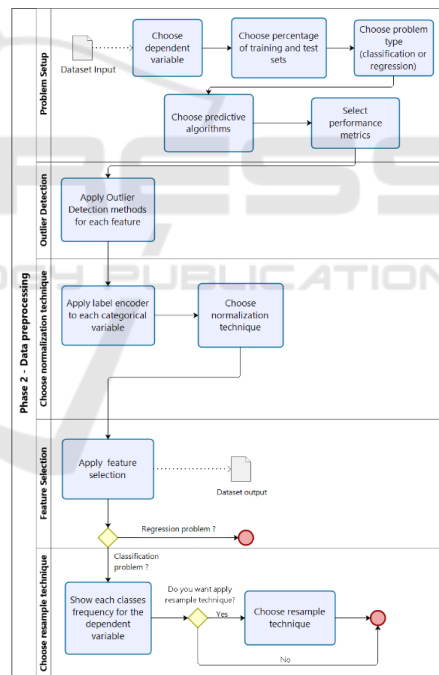 Phase 2 - Data preprocessing
Problem Setup
Dataset Input
Choose
dependent
variable
Choose percentage
of training and test
sets
Choose problem
type
(classification or
regression)
Choose predictive
algorithms
Select
performance
metrics
Outlier Detection
Apply Outlier
Detection methods
for each feature
Choose normalization technique
Apply label encoder
to each categorical
variable
Choose
normalization
technique
Feature Selection
Apply feature
selection
Dataset output
Regression problem ?
Classification
problem ?
Choose resample technique
Show each classes
frequency for the
dependent
variable
Do you want apply
resample technique?
Yes
Choose resample
technique
No
RESS
OGY PUBLICATION